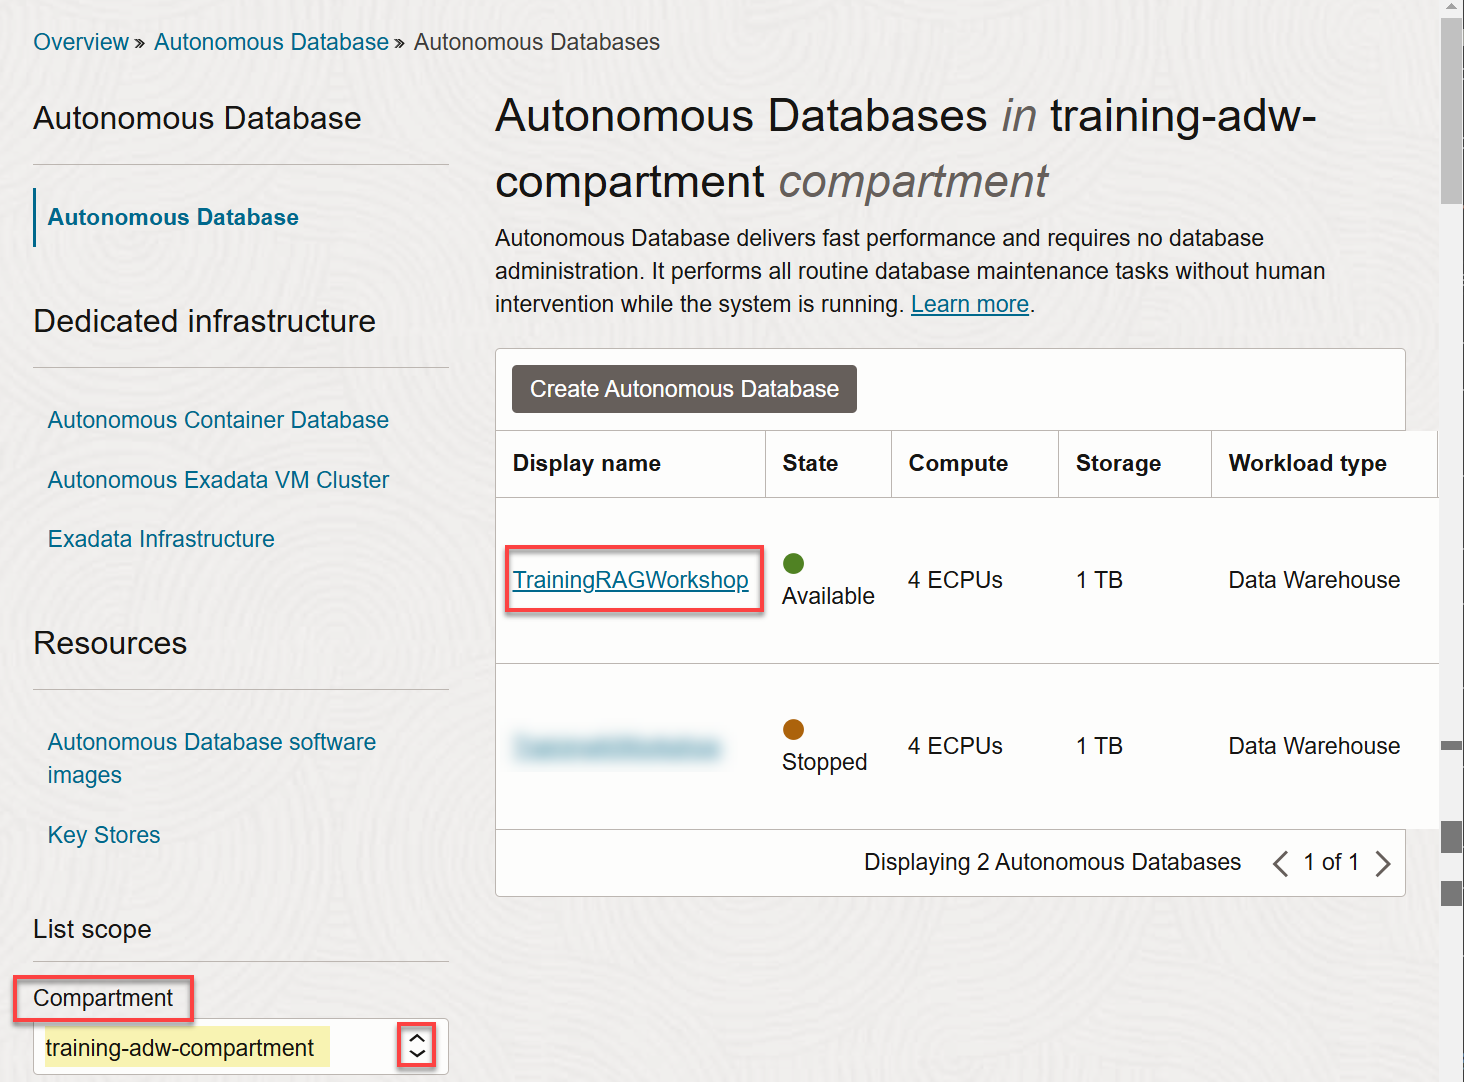 Overview » Autonomous Database » Autonomous Databases
Autonomous Database
Autonomous Database
Dedicated infrastructure
Autonomous Container Database
Autonomous Exadata VM Cluster
Exadata Infrastructure
Resources
Autonomous Database software
images
Key Stores
List scope
Compartment
training-adw-compartment
Autonomous Databases in training-adw-
compartment compartment
Autonomous Database delivers fast performance and requires no database
administration. It performs all routine database maintenance tasks without human
intervention while the system is running. Learn more.
Create Autonomous Database
Display name State Compute Storage Workload type
TrainingRAGWorkshop Available 4 ECPUs 1 TB Data Warehouse
Stopped 4 ECPUs 1 TB Data Warehouse
Displaying 2 Autonomous Databases 1 of 1